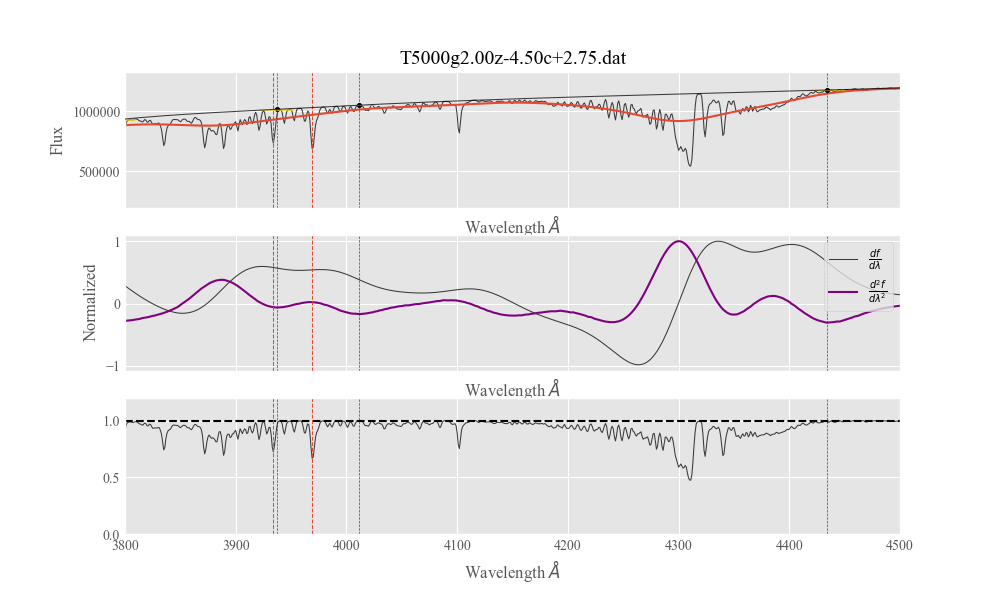 T5000g2.00z-4.50c+2.75.dat
1000000
500000
Flux
Wavelength Å
1
0
−1
Normalized
df
dλ
d²f
dλ²
Wavelength Å
1.0
0.5
0.0
3800 3900 4000 4100 4200 4300 4400 4500
Wavelength Å